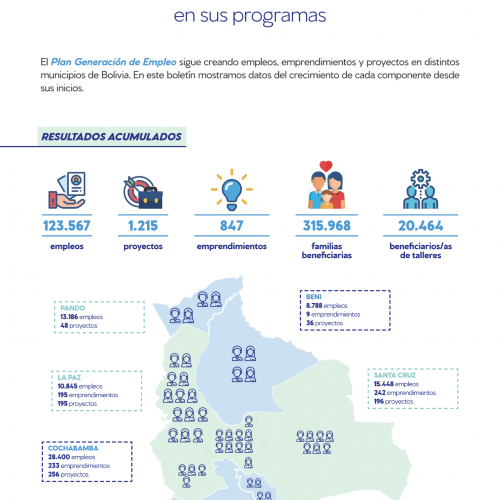 en sus programas
El Plan Generación de Empleo sigue creando empleos, emprendimientos y proyectos en distintos
municipios de Bolivia. En este boletín mostramos datos del crecimiento de cada componente desde
sus inicios.
RESULTADOS ACUMULADOS
123.567
empleos
1.215
proyectos
847
emprendimientos
315.968
familias
beneficiarias
20.464
beneficiarios/as
de talleres
PANDO
13.186 empleos
48 proyectos
BENI
8.788 empleos
9 emprendimientos
36 proyectos
LA PAZ
10.845 empleos
195 emprendimientos
195 proyectos
SANTA CRUZ
15.448 empleos
242 emprendimientos
196 proyectos
COCHABAMBA
28.400 empleos
233 emprendimientos
256 proyectos